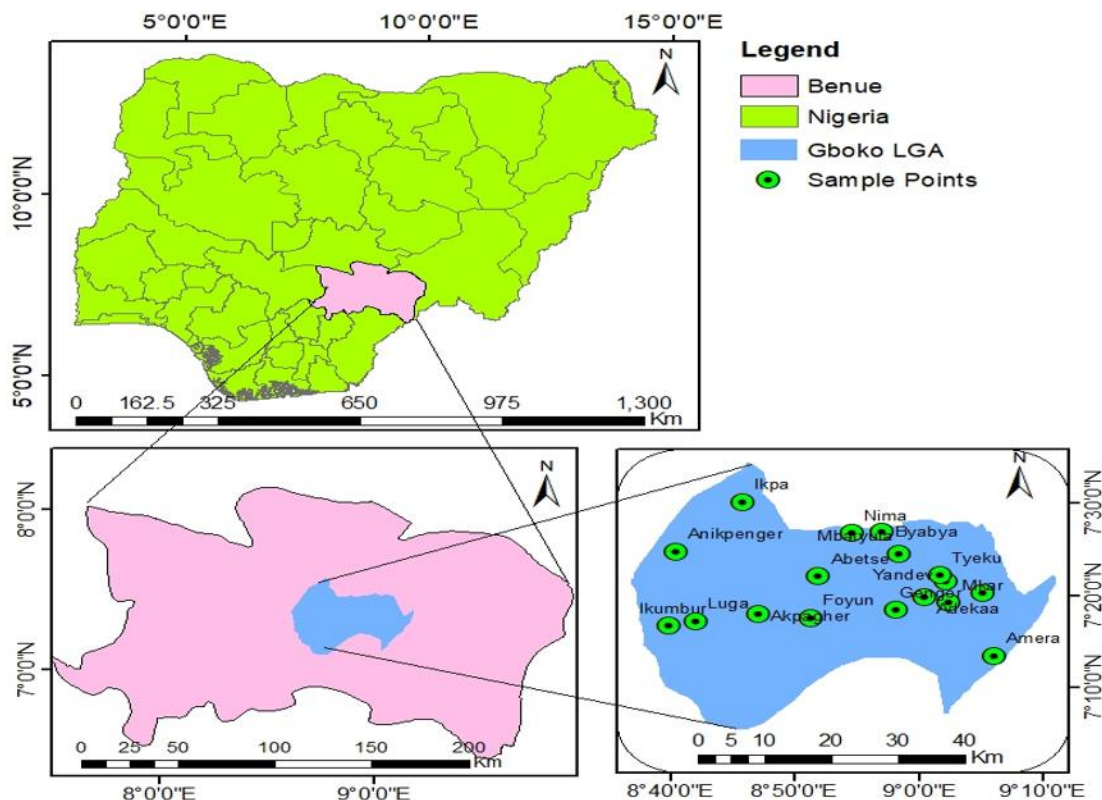 5°0'0"E 10°0'0"E 15°0'0"E
N
10°0'0"N
5°0'0"N
0 162.5 325 650 975 1,300
Km
Legend
Benue
Nigeria
Gboko LGA
Sample Points
N
8°0'0"N
7°0'0"N
0 25 50 100 150 200
Km
8°0'0"E 9°0'0"E
N
Ikpa
Nima
Mbatyula Byabya
Anikpenger
Abetse Tyeku
Yandev Mkar
Genger
Ikumbur Luga Foyun
Akpagher Adekaa
Amera
7°30'0"N
7°20'0"N
7°10'0"N
0 5 10 20 30 40
Km
8°40'0"E 8°50'0"E 9°0'0"E 9°10'0"E